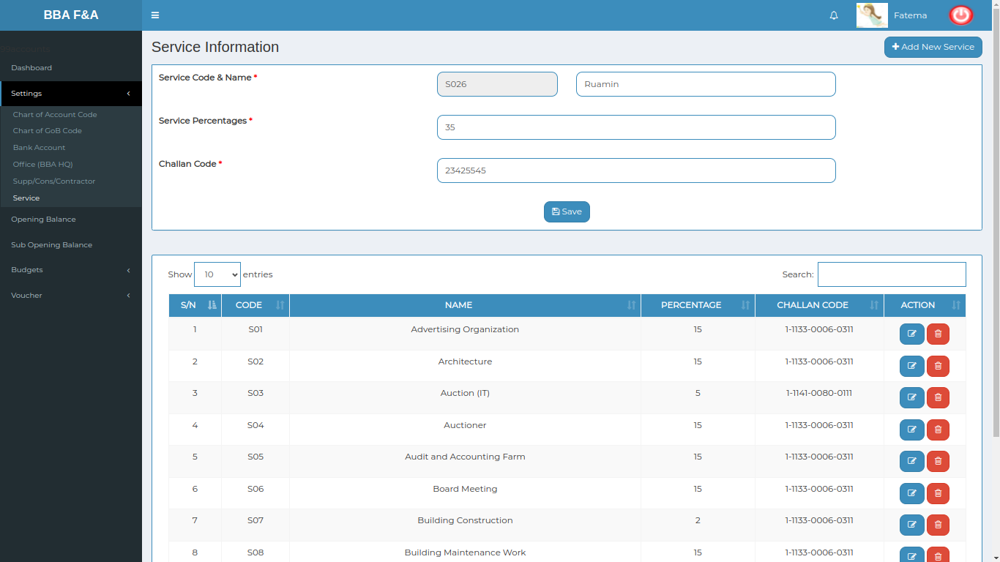 BBA F&A
Fatema
Dashboard
Settings
Chart of Account Code
Chart of GoB Code
Bank Account
Office (BBA HQ)
Supp/Cons/Contractor
Service
Opening Balance
Sub Opening Balance
Budgets
Voucher
Service Information
Add New Service
Service Code & Name * S026 Ruamin
Service Percentages * 35
Challan Code * 23425545
Save
Show 10 entries Search:
S/N CODE NAME PERCENTAGE CHALLAN CODE ACTION
1 S01 Advertising Organization 15 1-1133-0006-0311
2 S02 Architecture 15 1-1133-0006-0311
3 S03 Auction (IT) 5 1-1141-0080-0111
4 S04 Auctioner 15 1-1133-0006-0311
5 S05 Audit and Accounting Farm 15 1-1133-0006-0311
6 S06 Board Meeting 15 1-1133-0006-0311
7 S07 Building Construction 2 1-1133-0006-0311
8 S08 Building Maintenance Work 15 1-1133-0006-0311